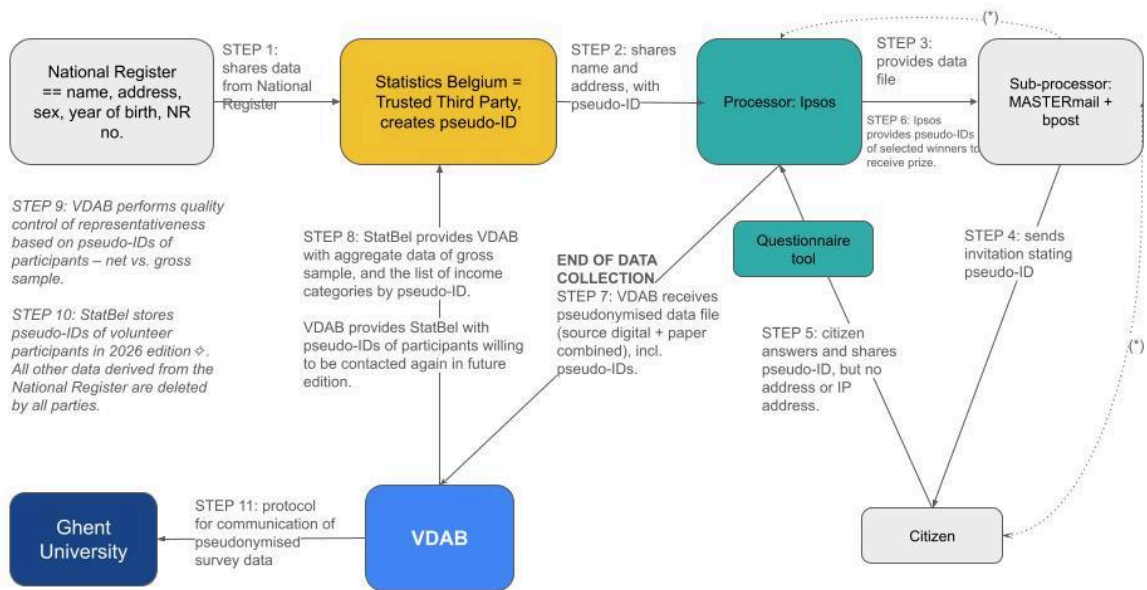 (*)
National Register
== name, address,
sex, year of birth, NR
no.
STEP 1:
shares data
from National
Register
Statistics Belgium =
Trusted Third Party,
creates pseudo-ID
STEP 2: shares
name and
address, with
pseudo-ID
Processor: Ipsos
STEP 3:
provides data
file
STEP 6: Ipsos
provides pseudo-IDs
of selected winners to
receive prize.
Sub-processor:
MASTERmail +
bpost
STEP 9: VDAB performs quality
control of representativeness
based on pseudo-IDs of
participants – net vs. gross
sample.
STEP 10: StatBel stores
pseudo-IDs of volunteer
participants in 2026 edition✧.
All other data derived from the
National Register are deleted
by all parties.
STEP 8: StatBel provides VDAB
with aggregate data of gross
sample, and the list of income
categories by pseudo-ID.
VDAB provides StatBel with
pseudo-IDs of participants willing
to be contacted again in future
edition.
END OF DATA
COLLECTION
STEP 7: VDAB receives
pseudonymised data file
(source digital + paper
combined), incl.
pseudo-IDs.
Questionnaire
tool
STEP 5: citizen
answers and shares
pseudo-ID, but no
address or IP
address.
STEP 4: sends
invitation stating
pseudo-ID
(*)
Ghent
University
STEP 11: protocol
for communication of
pseudonymised
survey data
VDAB
Citizen